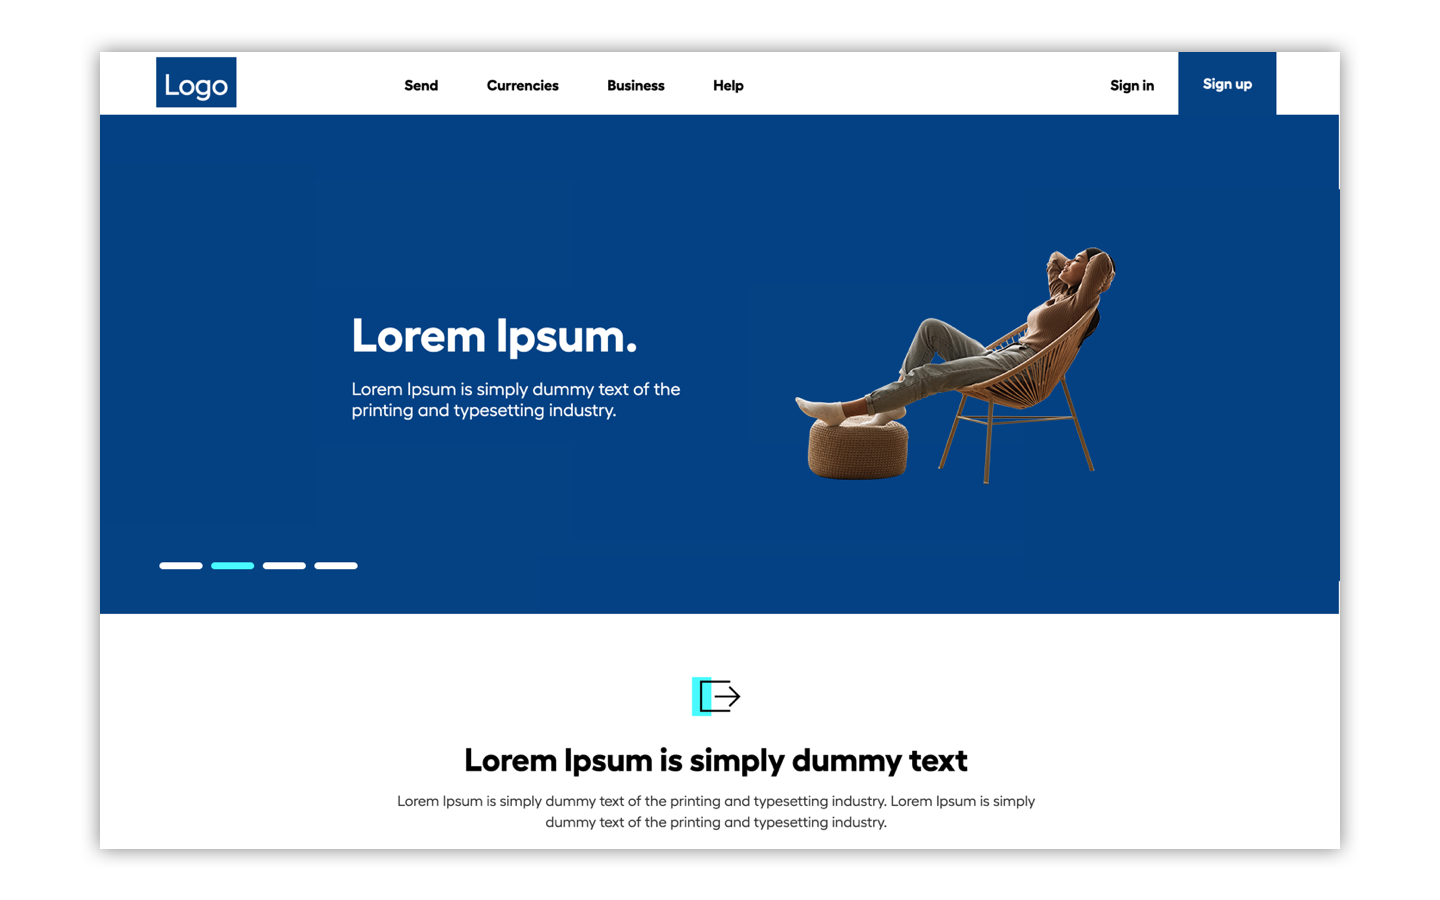 Logo
Send Currencies Business Help Sign in Sign up
Lorem Ipsum.
Lorem Ipsum is simply dummy text of the
printing and typesetting industry.
Lorem Ipsum is simply dummy text
Lorem Ipsum is simply dummy text of the printing and typesetting industry. Lorem Ipsum is simply
dummy text of the printing and typesetting industry.